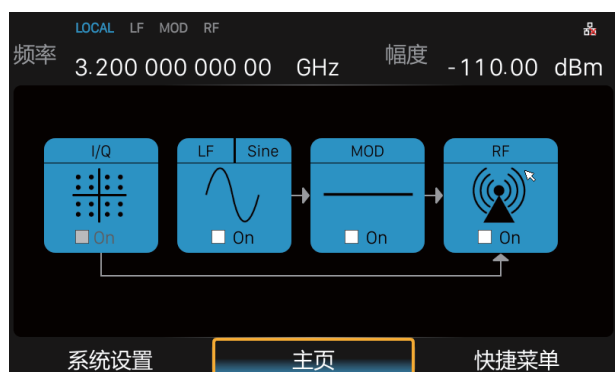 LOCAL LF MOD RF
频率 3.200 000 000 00 GHz 幅度 -110.00 dBm
I/Q LF Sine MOD RF
On On On On
系统设置 主页 快捷菜单